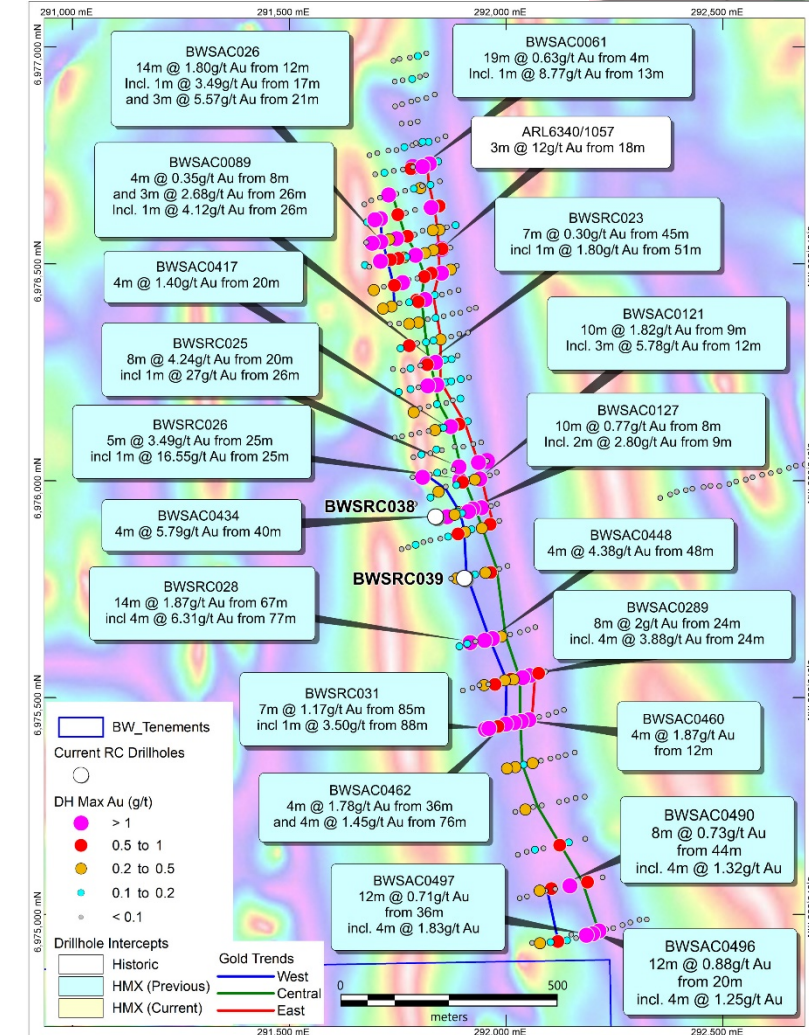 291,000 mE
291,500 mE
292,000 mE
292,500 mE
6,977,000 mN
BWSAC026
14m @ 1.80g/t Au from 12m
Incl. 1m @ 3.49g/t Au from 17m
and 3m @ 5.57g/t Au from 21m
BWSAC0061
19m @ 0.63g/t Au from 4m
Incl. 1m @ 8.77g/t Au from 13m
ARL6340/1057
3m @ 12g/t Au from 18m
BWSAC0089
4m @ 0.35g/t Au from 8m
and 3m @ 2.68g/t Au from 26m
Incl. 1m @ 4.12g/t Au from 26m
BWSRC023
7m @ 0.30g/t Au from 45m
incl 1m @ 1.80g/t Au from 51m
6,976,500 mN
BWSAC0417
4m @ 1.40g/t Au from 20m
BWSAC0121
10m @ 1.82g/t Au from 9m
Incl. 3m @ 5.78g/t Au from 12m
BWSRC025
8m @ 4.24g/t Au from 20m
incl 1m @ 27g/t Au from 26m
BWSAC0127
10m @ 0.77g/t Au from 8m
Incl. 2m @ 2.80g/t Au from 9m
BWSRC026
5m @ 3.49g/t Au from 25m
incl 1m @ 16.55g/t Au from 25m
6,976,000 mN
BWSRC038
BWSAC0434
4m @ 5.79g/t Au from 40m
BWSAC0448
4m @ 4.38g/t Au from 48m
BWSRC039
BWSRC028
14m @ 1.87g/t Au from 67m
incl 4m @ 6.31g/t Au from 77m
BWSAC0289
8m @ 2g/t Au from 24m
incl. 4m @ 3.88g/t Au from 24m
6,975,500 mN
BWSRC031
7m @ 1.17g/t Au from 85m
incl 1m @ 3.50g/t Au from 88m
BWSAC0460
4m @ 1.87g/t Au
from 12m
BWSAC0462
4m @ 1.78g/t Au from 36m
and 4m @ 1.45g/t Au from 76m
BWSAC0490
8m @ 0.73g/t Au
from 44m
incl. 4m @ 1.32g/t Au
BWSAC0497
12m @ 0.71g/t Au
from 36m
incl. 4m @ 1.83g/t Au
BWSAC0496
12m @ 0.88g/t Au
from 20m
incl. 4m @ 1.25g/t Au
6,975,000 mN
BW_Tenements
Current RC Drillholes
DH Max Au (g/t)
> 1
0.5 to 1
0.2 to 0.5
0.1 to 0.2
< 0.1
Drillhole Intercepts
Historic
HMX (Previous)
HMX (Current)
Gold Trends
West
Central
East
0
500
meters
291,500 mE
292,000 mE
292,500 mE